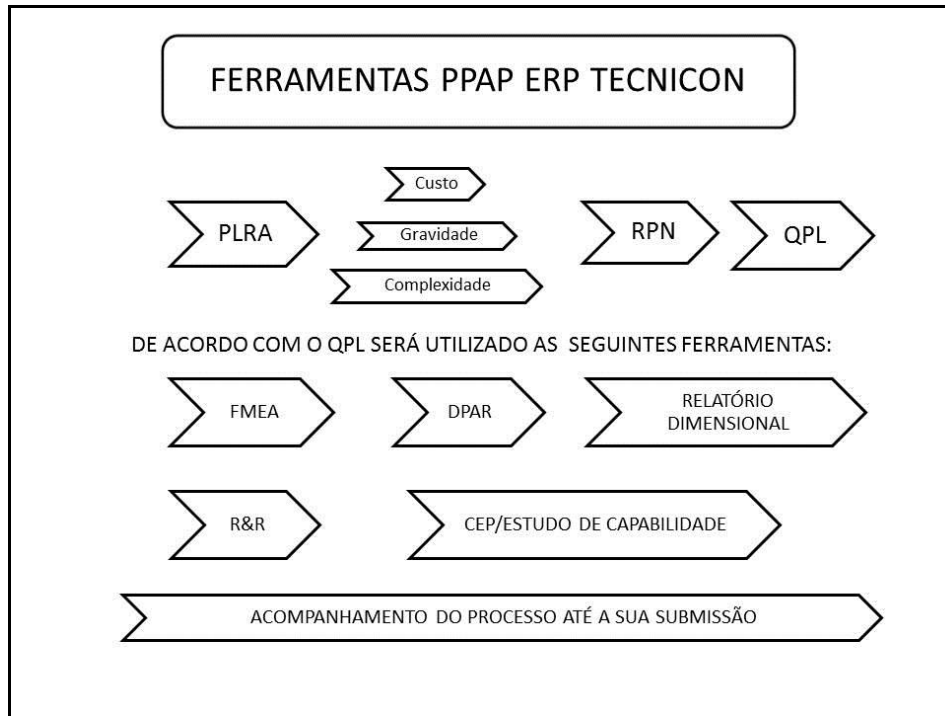 FERRAMENTAS PPAP ERP TECNICON
PLRA
Custo
Gravidade
Complexidade
RPN
QPL
DE ACORDO COM O QPL SERÁ UTILIZADO AS SEGUINTES FERRAMENTAS:
FMEA
DPAR
RELATÓRIO
DIMENSIONAL
R&R
CEP/ESTUDO DE CAPABILIDADE
ACOMPANHAMENTO DO PROCESSO ATÉ A SUA SUBMISSÃO